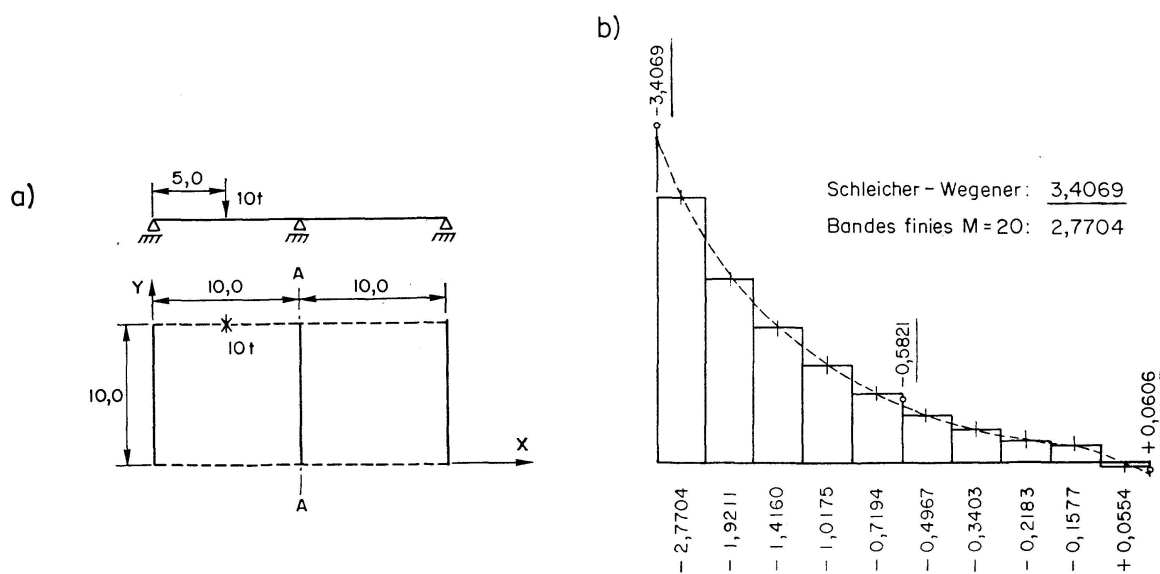 a)
5,0
10t
A
Y
10,0
10,0
10t
10,0
X
A
b)
-3,4069
Schleicher-Wegener: 3,4069
Bandes finies M=20: 2,7704
-0,5821
+0,0606
-2,7704
-1,9211
-1,4160
-1,0175
-0,7194
-0,4967
-0,3403
-0,2183
-0,1577
+0,0554